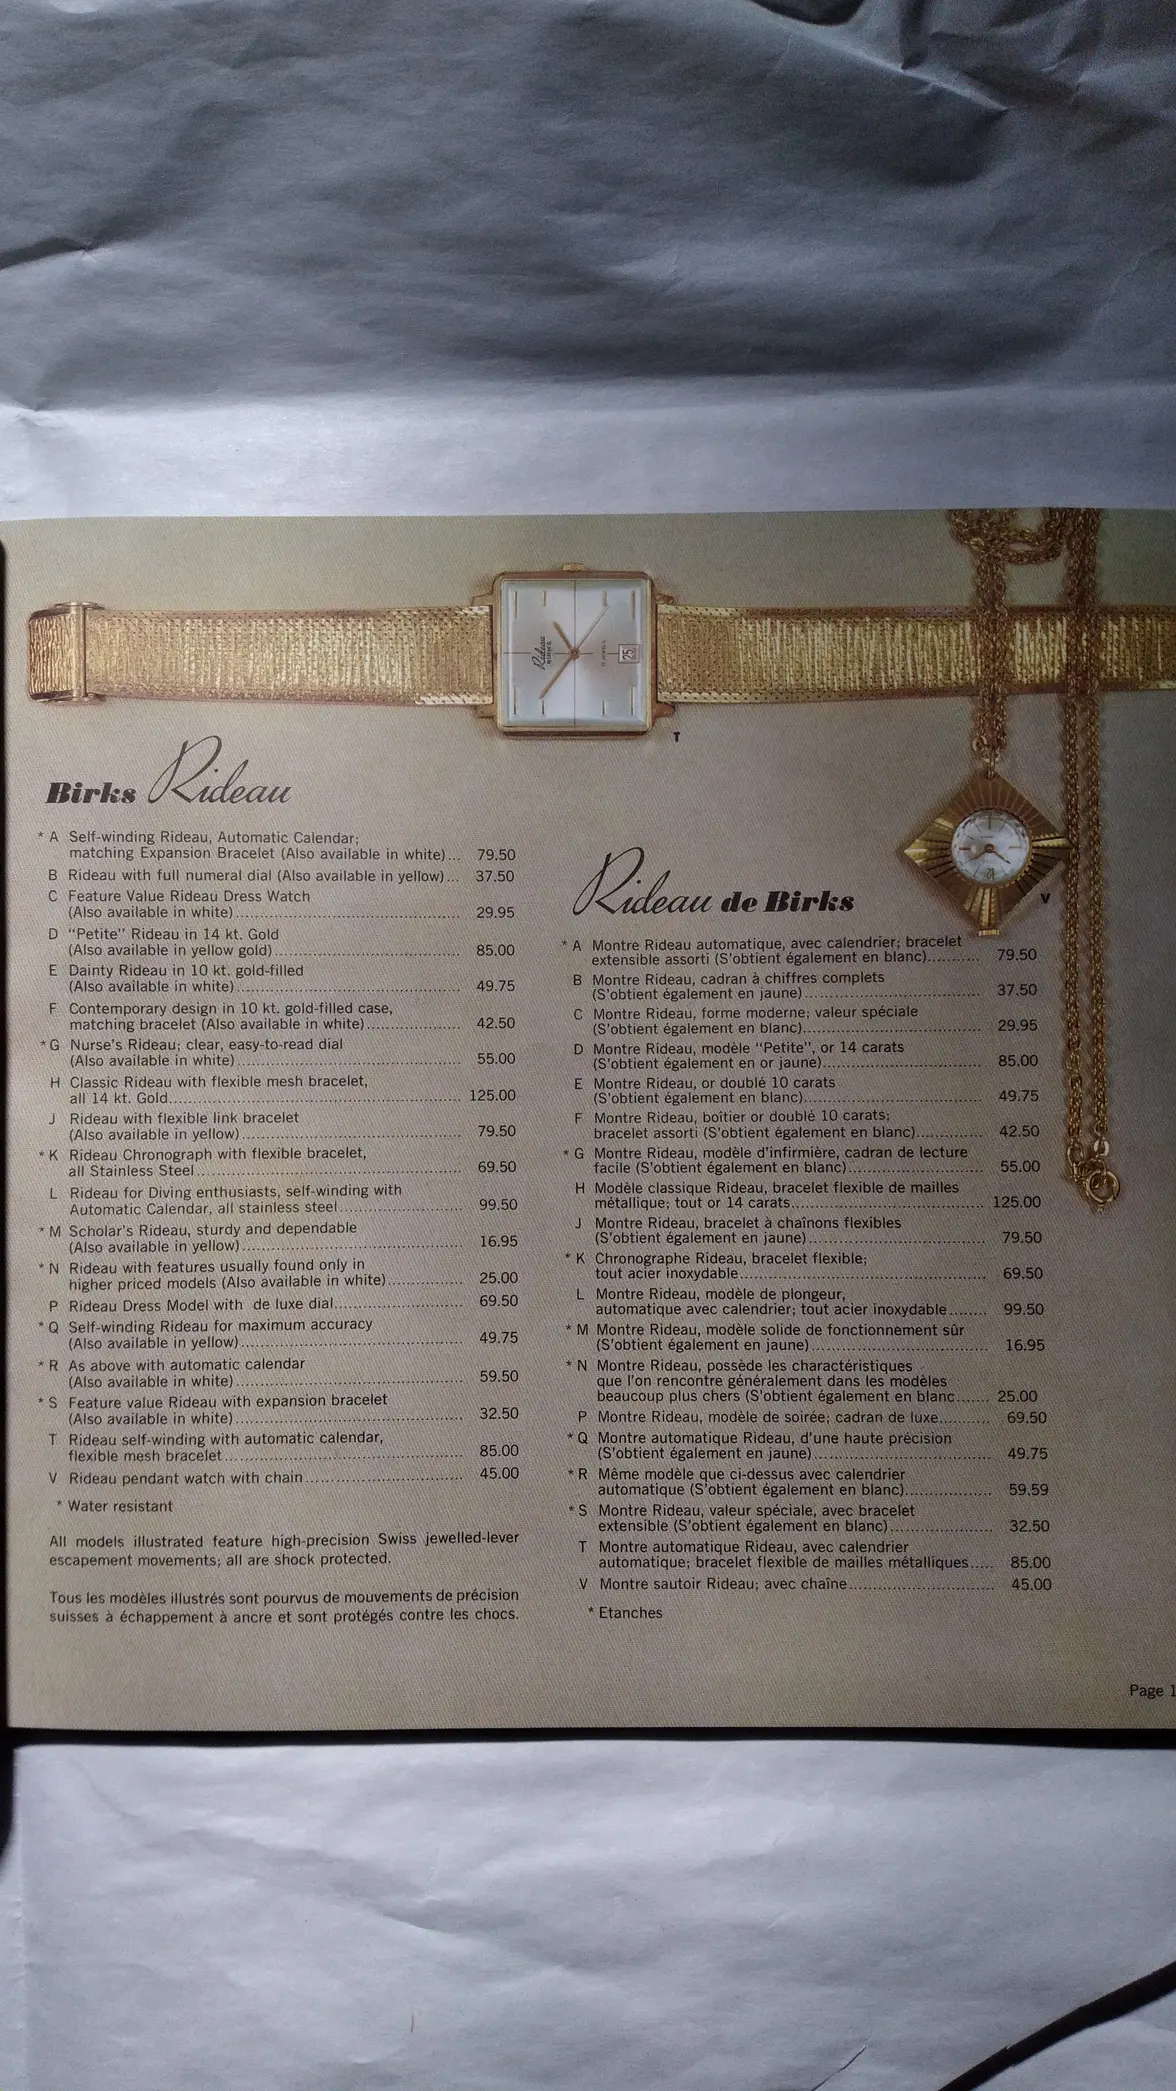 Rideau
BIRKS
17 JEWELS
25
T
V
Birks Rideau
* A Self-winding Rideau, Automatic Calendar;
matching Expansion Bracelet (Also available in white)... 79.50
B Rideau with full numeral dial (Also available in yellow)... 37.50
C Feature Value Rideau Dress Watch
(Also available in white)........ 29.95
D "Petite" Rideau in 14 kt. Gold
(Also available in yellow gold)........ 85.00
E Dainty Rideau in 10 kt. gold-filled
(Also available in white)........ 49.75
F Contemporary design in 10 kt. gold-filled case,
matching bracelet (Also available in white)........ 42.50
* G Nurse's Rideau; clear, easy-to-read dial
(Also available in white)........ 55.00
H Classic Rideau with flexible mesh bracelet,
all 14 kt. Gold........ 125.00
J Rideau with flexible link bracelet
(Also available in yellow)........ 79.50
* K Rideau Chronograph with flexible bracelet,
all Stainless Steel........ 69.50
L Rideau for Diving enthusiasts, self-winding with
Automatic Calendar, all stainless steel........ 99.50
* M Scholar's Rideau, sturdy and dependable
(Also available in yellow)........ 16.95
* N Rideau with features usually found only in
higher priced models (Also available in white)........ 25.00
P Rideau Dress Model with de luxe dial........ 69.50
* Q Self-winding Rideau for maximum accuracy
(Also available in yellow)........ 49.75
* R As above with automatic calendar
(Also available in white)........ 59.50
* S Feature value Rideau with expansion bracelet
(Also available in white)........ 32.50
T Rideau self-winding with automatic calendar,
flexible mesh bracelet........ 85.00
V Rideau pendant watch with chain........ 45.00
* Water resistant
All models illustrated feature high-precision Swiss jewelled-lever
escapement movements; all are shock protected.
Tous les modèles illustrés sont pourvus de mouvements de précision
suisses à échappement à ancre et sont protégés contre les chocs.
Rideau de Birks
* A Montre Rideau automatique, avec calendrier; bracelet
extensible assorti (S'obtient également en blanc)........ 79.50
B Montre Rideau, cadran à chiffres complets
(S'obtient également en jaune)........ 37.50
C Montre Rideau, forme moderne; valeur spéciale
(S'obtient également en blanc)........ 29.95
D Montre Rideau, modèle "Petite", or 14 carats
(S'obtient également en or jaune)........ 85.00
E Montre Rideau, or doublé 10 carats
(S'obtient également en blanc)........ 49.75
F Montre Rideau, boîtier or doublé 10 carats;
bracelet assorti (S'obtient également en blanc)........ 42.50
* G Montre Rideau, modèle d'infirmière, cadran de lecture
facile (S'obtient également en blanc)........ 55.00
H Modèle classique Rideau, bracelet flexible de mailles
métallique; tout or 14 carats........ 125.00
J Montre Rideau, bracelet à chaînons flexibles
(S'obtient également en jaune)........ 79.50
* K Chronographe Rideau, bracelet flexible;
tout acier inoxydable........ 69.50
L Montre Rideau, modèle de plongeur,
automatique avec calendrier; tout acier inoxydable........ 99.50
* M Montre Rideau, modèle solide de fonctionnement sûr
(S'obtient également en jaune)........ 16.95
* N Montre Rideau, possède les charactéristiques
que l'on rencontre généralement dans les modèles
beaucoup plus chers (S'obtient également en blanc....... 25.00
P Montre Rideau, modèle de soirée; cadran de luxe........ 69.50
* Q Montre automatique Rideau, d'une haute précision
(S'obtient également en jaune)........ 49.75
* R Même modèle que ci-dessus avec calendrier
automatique (S'obtient également en blanc)........ 59.59
* S Montre Rideau, valeur spéciale, avec bracelet
extensible (S'obtient également en blanc)........ 32.50
T Montre automatique Rideau, avec calendrier
automatique; bracelet flexible de mailles métalliques..... 85.00
V Montre sautoir Rideau; avec chaîne........ 45.00
* Etanches
Page 1